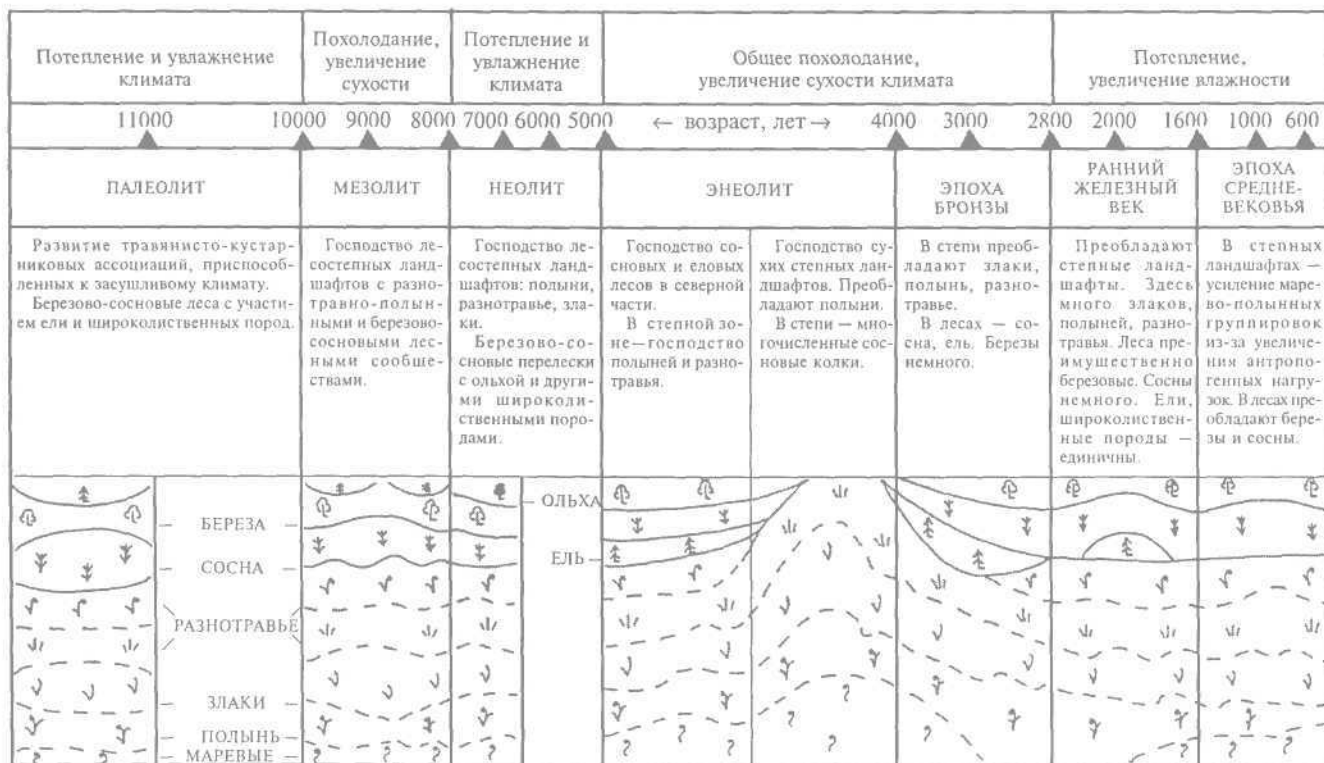 Потепление и увлажнение
климата
Похолодание,
увеличение
сухости
Потепление и
увлажнение
климата
Общее похолодание,
увеличение сухости климата
Потепление,
увеличение влажности
11000 10000 9000 8000 7000 6000 5000 ← возраст, лет → 4000 3000 2800 2000 1600 1000 600
ПАЛЕОЛИТ
МЕЗОЛИТ
НЕОЛИТ
ЭНЕОЛИТ
ЭПОХА
БРОНЗЫ
РАННИЙ
ЖЕЛЕЗНЫЙ
ВЕК
ЭПОХА
СРЕДНЕ-
ВЕКОВЬЯ
Развитие травянисто-кустар-
никовых ассоциаций, приспособ-
ленных к засушливому климату.
Березово-сосновые леса с участи-
ем ели и широколиственных пород.
Господство ле-
состепных ланд-
шафтов с разно-
травно-полын-
ными и березово-
сосновыми лес-
ными сообще-
ствами.
Господство ле-
состепных ланд-
шафтов: полыни,
разнотравье, зла-
ки.
Березово-со-
сновые перелески
с ольхой и други-
ми широколи-
ственными поро-
дами.
Господство со-
сновых и еловых
лесов в северной
части.
В степной зо-
не—господство
полыней и разно-
травья.
Господство су-
хих степных лан-
дшафтов. Преоб-
ладают полыни.
В степи — мно-
гочисленные сос-
новые колки.
В степи преоб-
ладают злаки,
полынь, разно-
травье.
В лесах — со-
сна, ель. Березы
немного.
Преобладают
степные ланд-
шафты. Здесь
много злаков,
полыней, разно-
травья. Леса пре-
имущественно
березовые. Сосны
немного. Ели,
широколиствен-
ные породы —
единичны.
В степных
ландшафтах —
усиление маре-
во-полынных
группировок
из-за увеличе-
ния антропо-
генных нагру-
зок. В лесах пре-
обладают бере-
зы и сосны.
ОЛЬХА
БЕРЕЗА
ЕЛЬ
СОСНА
РАЗНОТРАВЬЕ
ЗЛАКИ
ПОЛЫНЬ
МАРЕВЫЕ